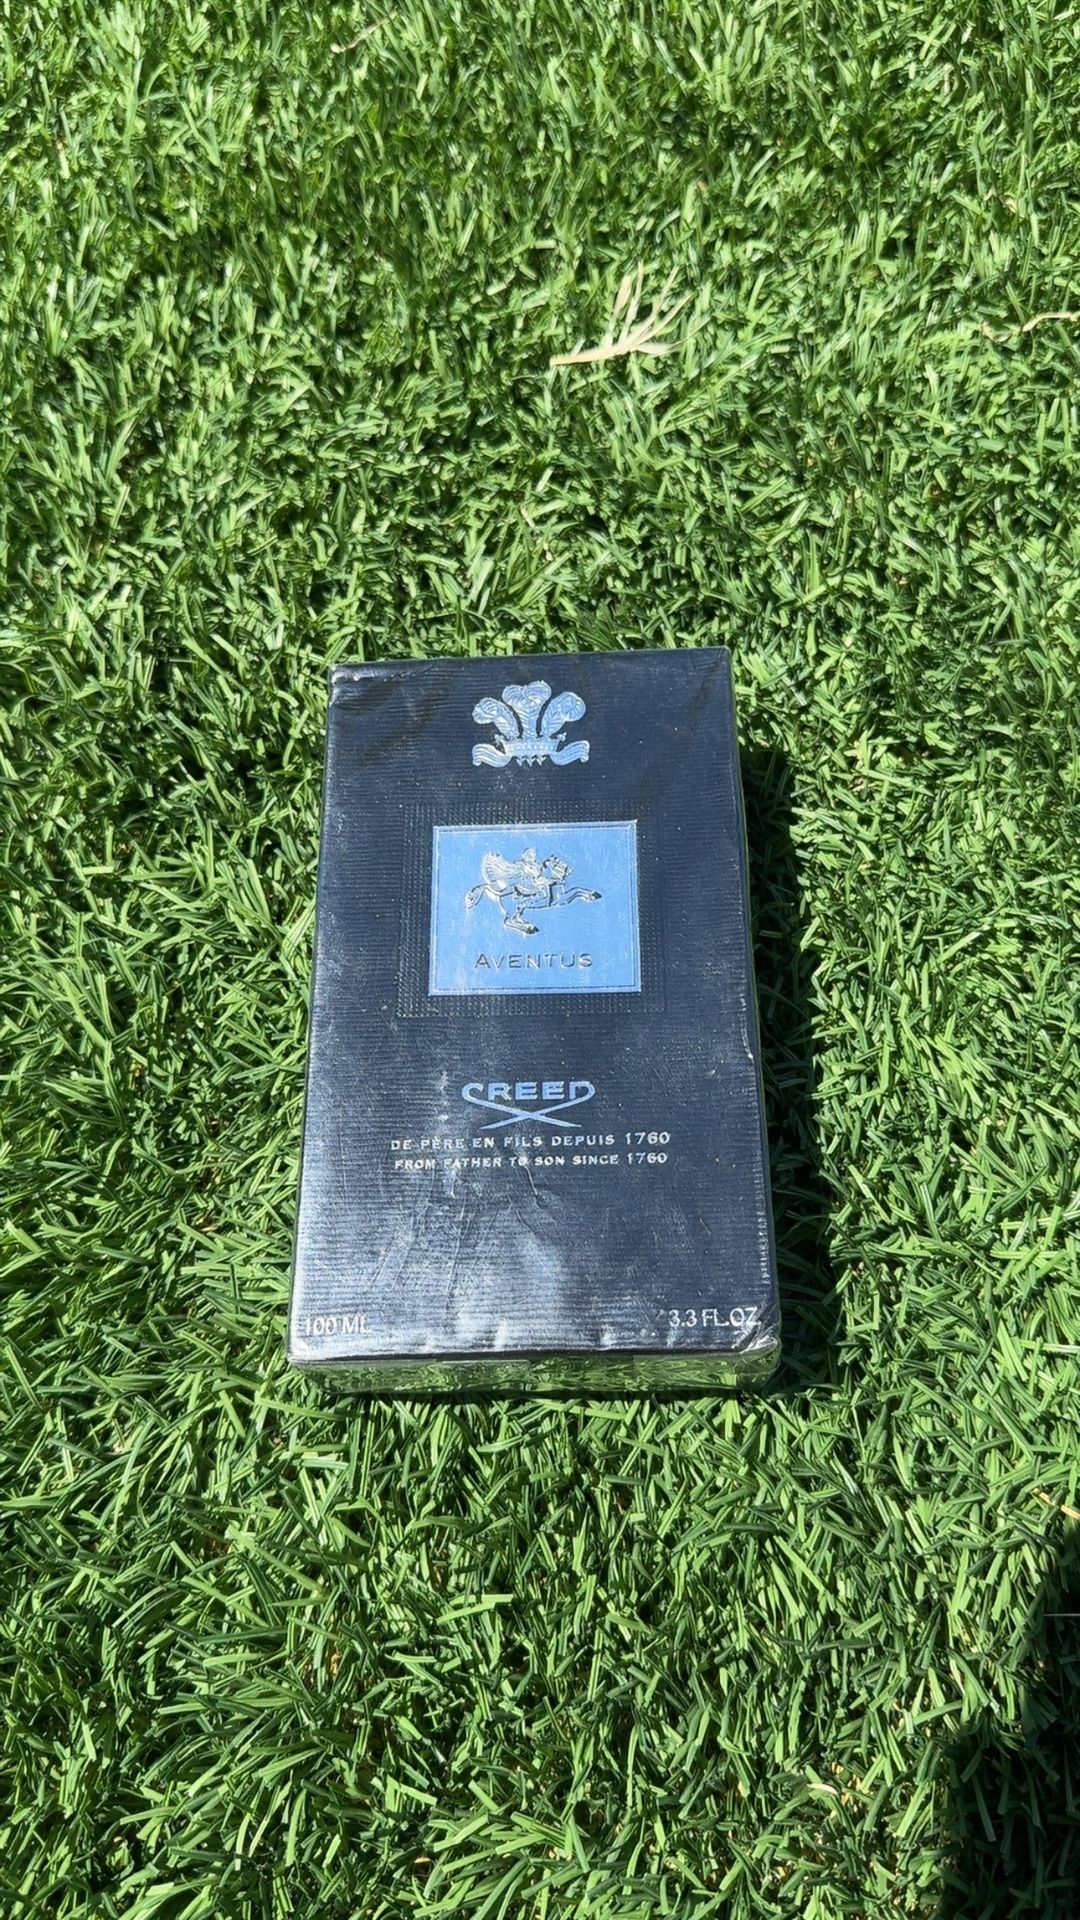 AVENTUS
CREED
DE PÈRE EN FILS DEPUIS 1760
FROM FATHER TO SON SINCE 1760
100 ML
3.3 FL.OZ.